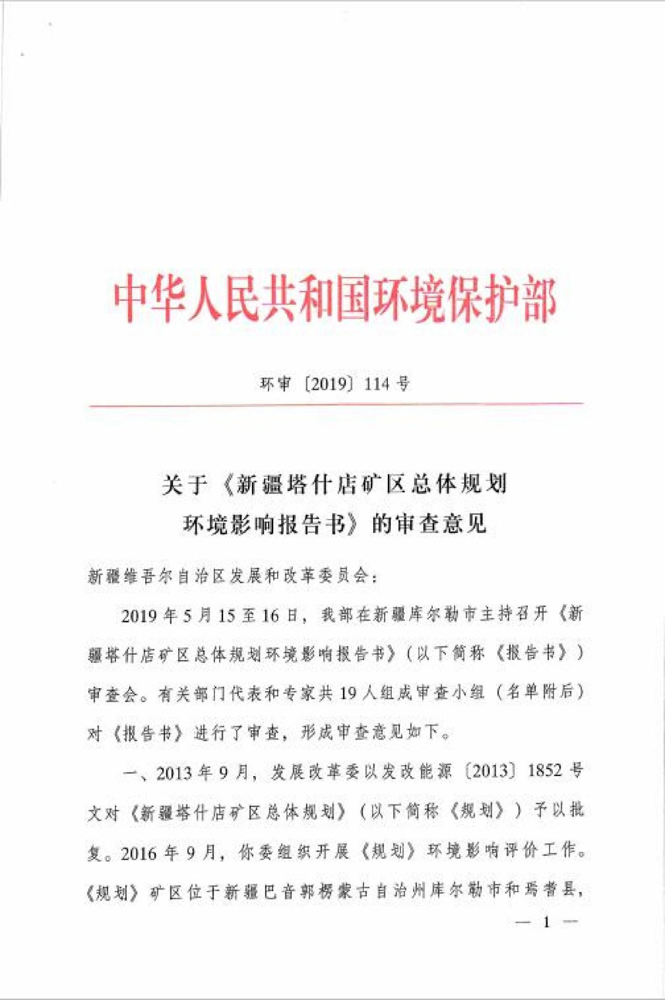 中华人民共和国环境保护部
环审〔2019〕114号
关于《新疆塔什店矿区总体规划
环境影响报告书》的审查意见
新疆维吾尔自治区发展和改革委员会：
2019年5月15至16日，我部在新疆库尔勒市主持召开《新
疆塔什店矿区总体规划环境影响报告书》（以下简称《报告书》）
审查会。有关部门代表和专家共19人组成审查小组（名单附后）
对《报告书》进行了审查，形成审查意见如下。
一、2013年9月，发展改革委以发改能源〔2013〕1852号
文对《新疆塔什店矿区总体规划》（以下简称《规划》）予以批
复。2016年9月，你委组织开展《规划》环境影响评价工作。
《规划》矿区位于新疆巴音郭楞蒙古自治州库尔勒市和焉耆县，
— 1 —